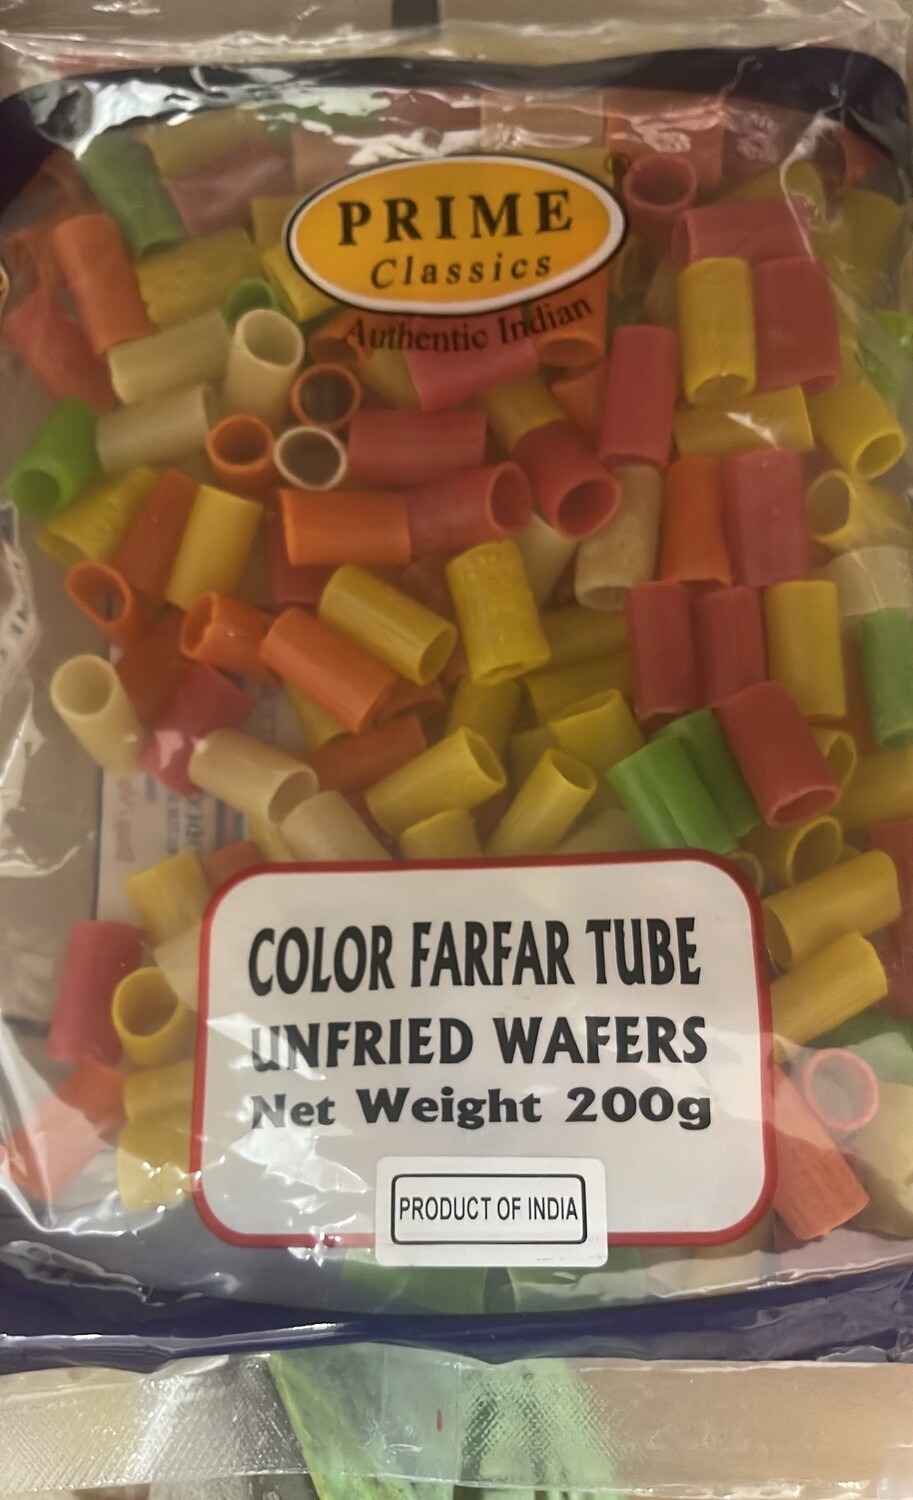 PRIME ®
Classics
Authentic Indian
COLOR FARFAR TUBE
UNFRIED WAFERS
Net Weight 200g
PRODUCT OF INDIA